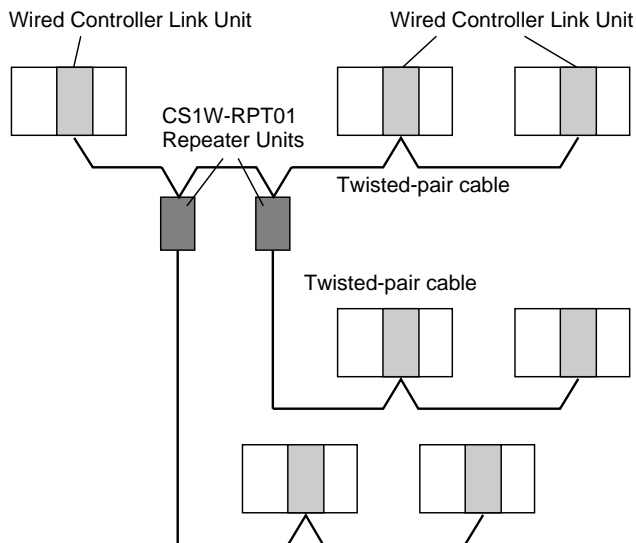 Wired Controller Link Unit
Wired Controller Link Unit
CS1W-RPT01
Repeater Units
Twisted-pair cable
Twisted-pair cable